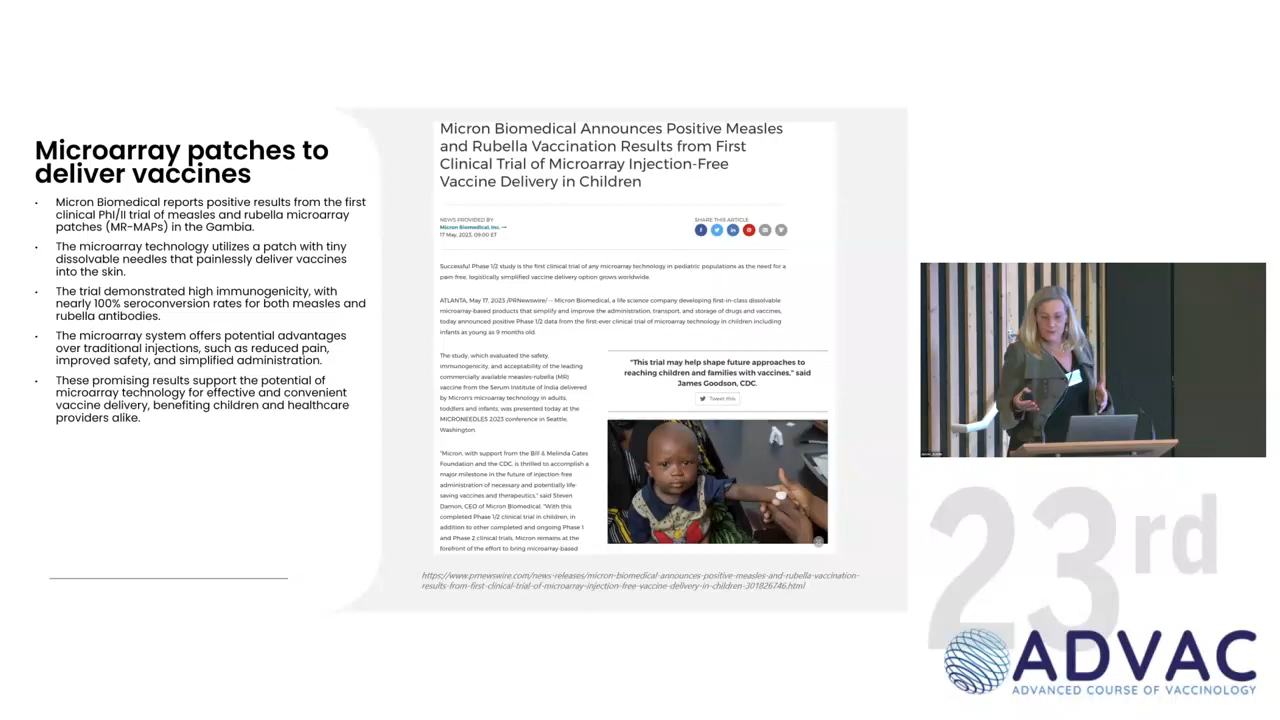 Microarray patches to
deliver vaccines
• Micron Biomedical reports positive results from the first
clinical PhI/II trial of measles and rubella microarray
patches (MR-MAPs) in the Gambia.
• The microarray technology utilizes a patch with tiny
dissolvable needles that painlessly deliver vaccines
into the skin.
• The trial demonstrated high immunogenicity, with
nearly 100% seroconversion rates for both measles and
rubella antibodies.
• The microarray system offers potential advantages
over traditional injections, such as reduced pain,
improved safety, and simplified administration.
• These promising results support the potential of
microarray technology for effective and convenient
vaccine delivery, benefiting children and healthcare
providers alike.
Micron Biomedical Announces Positive Measles
and Rubella Vaccination Results from First
Clinical Trial of Microarray Injection-Free
Vaccine Delivery in Children
NEWS PROVIDED BY
Micron Biomedical, Inc. →
17 May, 2023, 09:00 ET
SHARE THIS ARTICLE
Successful Phase 1/2 study is the first clinical trial of any microarray technology in pediatric populations as the need for a
pain-free, logistically simplified vaccine delivery option grows worldwide.
ATLANTA, May 17, 2023 /PRNewswire/ -- Micron Biomedical, a life science company developing first-in-class dissolvable
microarray-based products that simplify and improve the administration, transport, and storage of drugs and vaccines,
today announced positive Phase 1/2 data from the first-ever clinical trial of microarray technology in children including
infants as young as 9 months old.
The study, which evaluated the safety,
immunogenicity, and acceptability of the leading
commercially available measles-rubella (MR)
vaccine from the Serum Institute of India delivered
by Micron's microarray technology in adults,
toddlers and infants, was presented today at the
MICRONEEDLES 2023 conference in Seattle,
Washington.
"Micron, with support from the Bill & Melinda Gates
Foundation and the CDC, is thrilled to accomplish a
major milestone in the future of injection-free
administration of necessary and potentially life-
saving vaccines and therapeutics," said Steven
Damon, CEO of Micron Biomedical. "With this
completed Phase 1/2 clinical trial in children, in
addition to other completed and ongoing Phase 1
and Phase 2 clinical trials, Micron remains at the
forefront of the effort to bring microarray-based
"This trial may help shape future approaches to
reaching children and families with vaccines," said
James Goodson, CDC.
Tweet this
https://www.prnewswire.com/news-releases/micron-biomedical-announces-positive-measles-and-rubella-vaccination-
results-from-first-clinical-trial-of-microarray-injection-free-vaccine-delivery-in-children-301826746.html
23rd
ADVAC
ADVANCED COURSE OF VACCINOLOGY